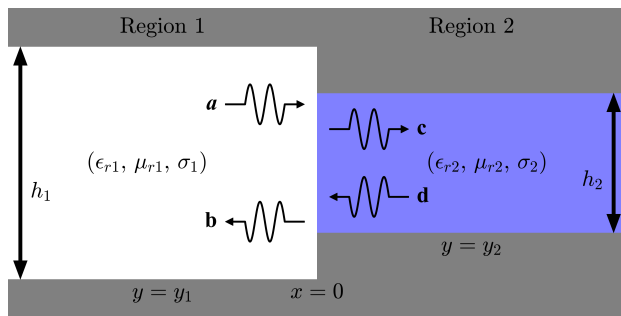 Region 1
Region 2
a
c
(ϵr1, μr1, σ1)
(ϵr2, μr2, σ2)
h1
h2
b
d
y = y1
x = 0
y = y2